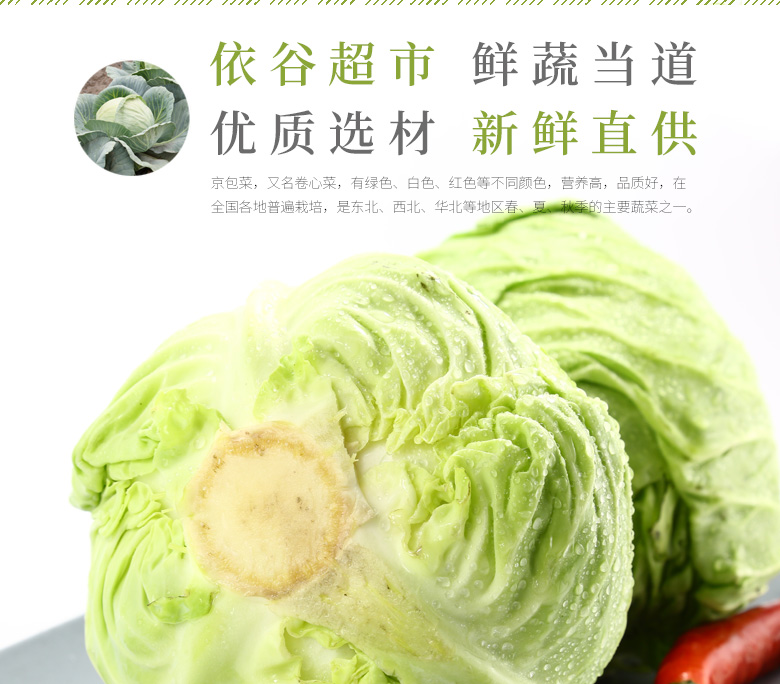 依谷超市 鲜蔬当道
优质选材 新鲜直供
京包菜，又名卷心菜，有绿色、白色、红色等不同颜色，营养高，品质好，在
全国各地普遍栽培，是东北、西北、华北等地区春、夏、秋季的主要蔬菜之一。